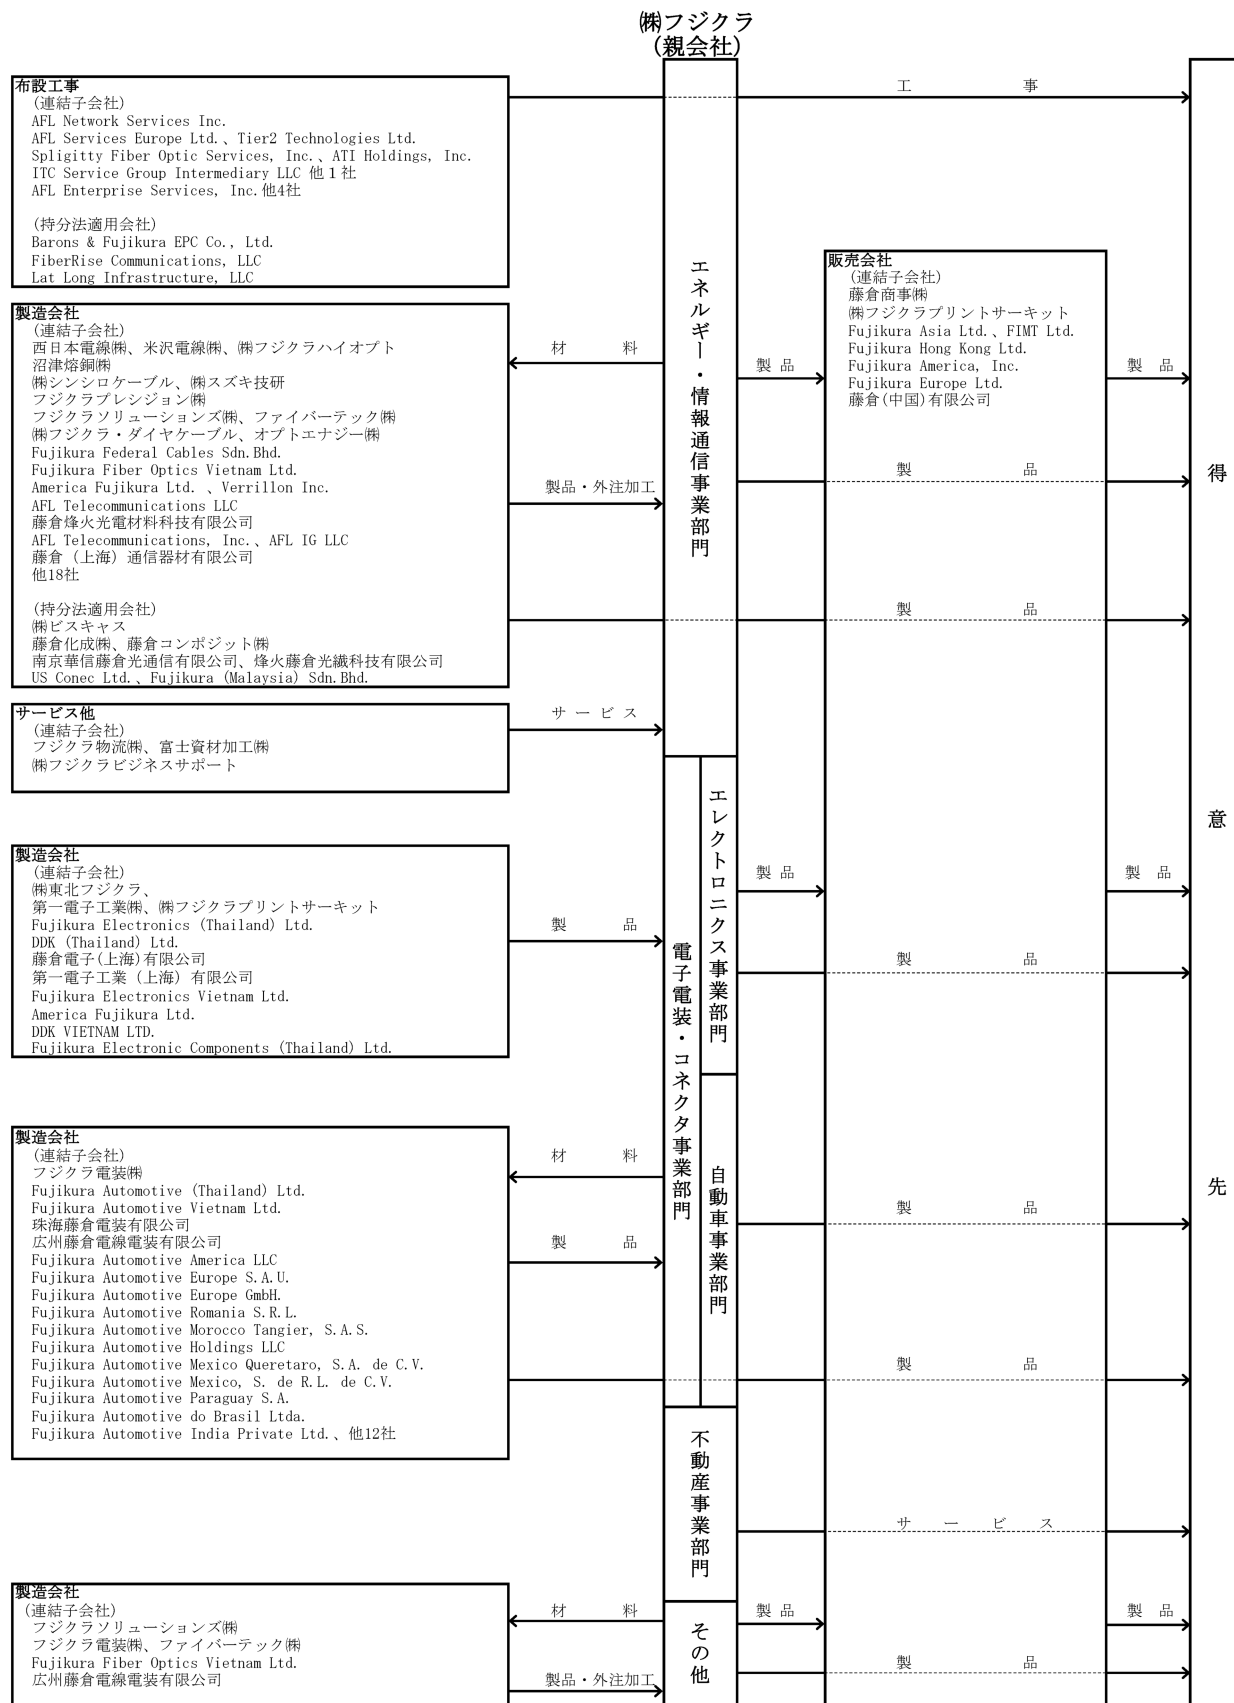 ㈱フジクラ
(親会社)
布設工事
(連結子会社)
AFL Network Services Inc.
AFL Services Europe Ltd.、Tier2 Technologies Ltd.
Spligitty Fiber Optic Services, Inc.、ATI Holdings, Inc.
ITC Service Group Intermediary LLC 他１社
AFL Enterprise Services, Inc.他4社
(持分法適用会社)
Barons & Fujikura EPC Co., Ltd.
FiberRise Communications, LLC
Lat Long Infrastructure, LLC
工 事
製造会社
(連結子会社)
西日本電線㈱、米沢電線㈱、㈱フジクラハイオプト
沼津熔銅㈱
㈱シンシロケーブル、㈱スズキ技研
フジクラプレシジョン㈱
フジクラソリューションズ㈱、ファイバーテック㈱
㈱フジクラ・ダイヤケーブル、オプトエナジー㈱
Fujikura Federal Cables Sdn.Bhd.
Fujikura Fiber Optics Vietnam Ltd.
America Fujikura Ltd. 、Verrillon Inc.
AFL Telecommunications LLC
藤倉烽火光電材料科技有限公司
AFL Telecommunications, Inc.、AFL IG LLC
藤倉（上海）通信器材有限公司
他18社
(持分法適用会社)
㈱ビスキャス
藤倉化成㈱、藤倉コンポジット㈱
南京華信藤倉光通信有限公司、烽火藤倉光繊科技有限公司
US Conec Ltd.、Fujikura (Malaysia) Sdn.Bhd.
材 料
製品・外注加工
エネルギー・情報通信事業部門
販売会社
(連結子会社)
藤倉商事㈱
㈱フジクラプリントサーキット
Fujikura Asia Ltd.、FIMT Ltd.
Fujikura Hong Kong Ltd.
Fujikura America, Inc.
Fujikura Europe Ltd.
藤倉(中国)有限公司
製 品
製 品
製 品
製 品
得意先
サービス他
(連結子会社)
フジクラ物流㈱、富士資材加工㈱
㈱フジクラビジネスサポート
サ ー ビ ス
製造会社
(連結子会社)
㈱東北フジクラ、
第一電子工業㈱、㈱フジクラプリントサーキット
Fujikura Electronics (Thailand) Ltd.
DDK (Thailand) Ltd.
藤倉電子(上海)有限公司
第一電子工業（上海）有限公司
Fujikura Electronics Vietnam Ltd.
America Fujikura Ltd.
DDK VIETNAM LTD.
Fujikura Electronic Components (Thailand) Ltd.
製 品
電子電装・コネクタ事業部門
エレクトロニクス事業部門
製 品
製 品
製 品
製造会社
(連結子会社)
フジクラ電装㈱
Fujikura Automotive (Thailand) Ltd.
Fujikura Automotive Vietnam Ltd.
珠海藤倉電装有限公司
広州藤倉電線電装有限公司
Fujikura Automotive America LLC
Fujikura Automotive Europe S.A.U.
Fujikura Automotive Europe GmbH.
Fujikura Automotive Romania S.R.L.
Fujikura Automotive Morocco Tangier, S.A.S.
Fujikura Automotive Holdings LLC
Fujikura Automotive Mexico Queretaro, S.A. de C.V.
Fujikura Automotive Mexico, S. de R.L. de C.V.
Fujikura Automotive Paraguay S.A.
Fujikura Automotive do Brasil Ltda.
Fujikura Automotive India Private Ltd.、他12社
材 料
製 品
自動車事業部門
製 品
製 品
不動産事業部門
サ ー ビ ス
製造会社
(連結子会社)
フジクラソリューションズ㈱
フジクラ電装㈱、ファイバーテック㈱
Fujikura Fiber Optics Vietnam Ltd.
広州藤倉電線電装有限公司
材 料
製品・外注加工
その他
製 品
製 品
製 品